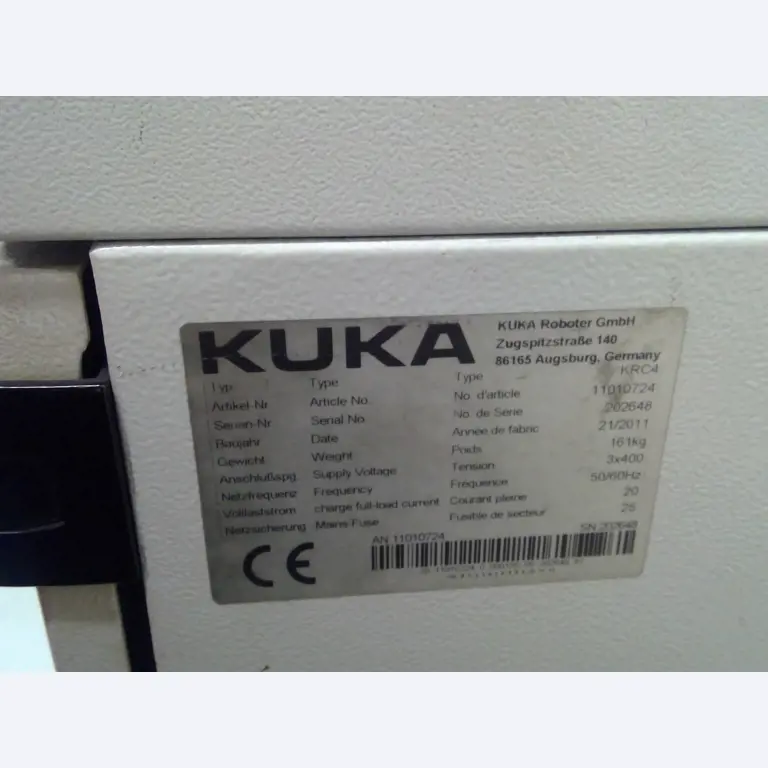 KUKA
KUKA Roboter GmbH
Zugspitzstraße 140
86165 Augsburg, Germany
Typ Type Type KRC4
Artikel-Nr Article No. No. d'article 11010724
Serien-Nr Serial No No. de Série 202648
Baujahr Date Année de fabric 21/2011
Gewicht Weight Poids 161kg
Anschlußspg Supply Voltage Tension 3x400
Netzfrequenz Frequency Frequence 50/60Hz
Volllaststrom charge full-load current Courant pleine 20
Netzsicherung Mains-Fuse Fusible de secteur 25
CE
AN 11010724 SN 202648